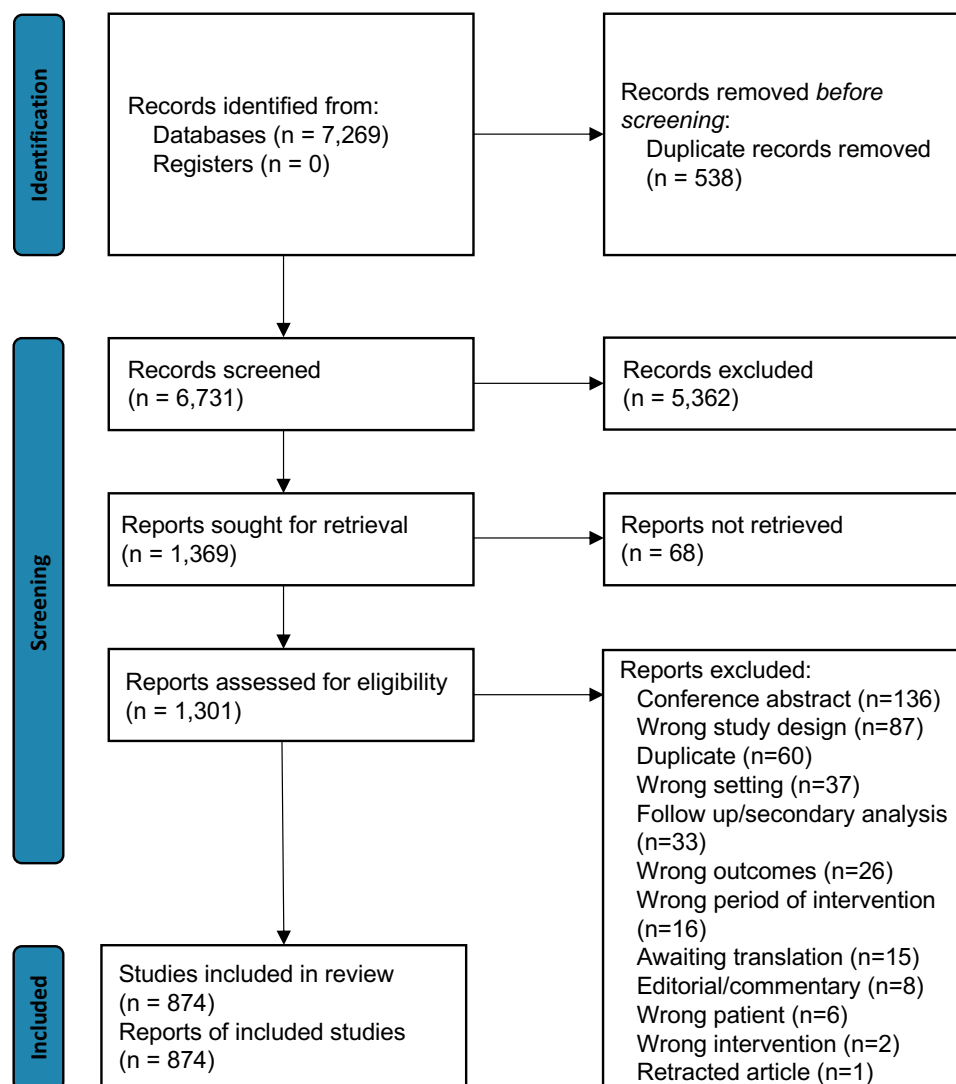 Identification
Records identified from:
Databases (n = 7,269)
Registers (n = 0)
Records removed before
screening:
Duplicate records removed
(n = 538)
Screening
Records screened
(n = 6,731)
Records excluded
(n = 5,362)
Reports sought for retrieval
(n = 1,369)
Reports not retrieved
(n = 68)
Reports assessed for eligibility
(n = 1,301)
Reports excluded:
Conference abstract (n=136)
Wrong study design (n=87)
Duplicate (n=60)
Wrong setting (n=37)
Follow up/secondary analysis
(n=33)
Wrong outcomes (n=26)
Wrong period of intervention
(n=16)
Awaiting translation (n=15)
Editorial/commentary (n=8)
Wrong patient (n=6)
Wrong intervention (n=2)
Retracted article (n=1)
Included
Studies included in review
(n = 874)
Reports of included studies
(n = 874)